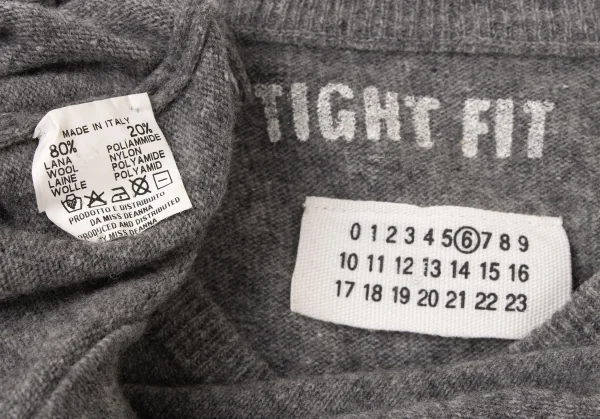 MADE IN ITALY
80% 20%
LANA POLIAMMIDE
WOOL NYLON
LAINE POLYAMIDE
WOLLE POLYAMID
PRODOTTO E DISTRIBUITO
DA MISS DEANNA
PRODUCED AND DISTRIBUTED
BY MISS DEANNA
TIGHT FIT
0 1 2 3 4 5 6 7 8 9
10 11 12 13 14 15 16
17 18 19 20 21 22 23